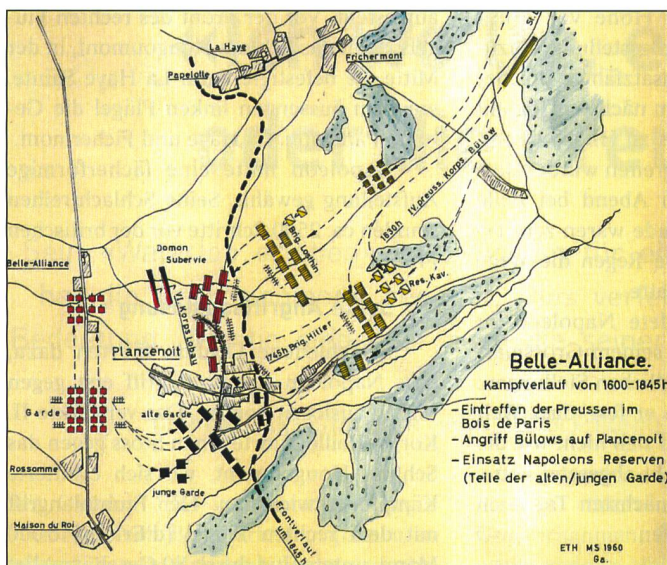 La Haye
Papelotte
Frichermont
IV. preuss. Korps Bülow
1830h
Brig. Losthin
Res. Kav.
Domon
Subervie
VI. Korps Lobau
Belle-Alliance
Plancenoit
1745h Brig. Hiller
Garde
alte Garde
Rossomme
junge Garde
Maison du Roi
Frontverlauf
um 1845h
Belle-Alliance.
Kampfverlauf von 1600-1845h
- Eintreffen der Preussen im
Bois de Paris
- Angriff Bülows auf Plancenoit
- Einsatz Napoleons Reserven
(Teile der alten/jungen Garde)
ETH MS 1960
Ga.